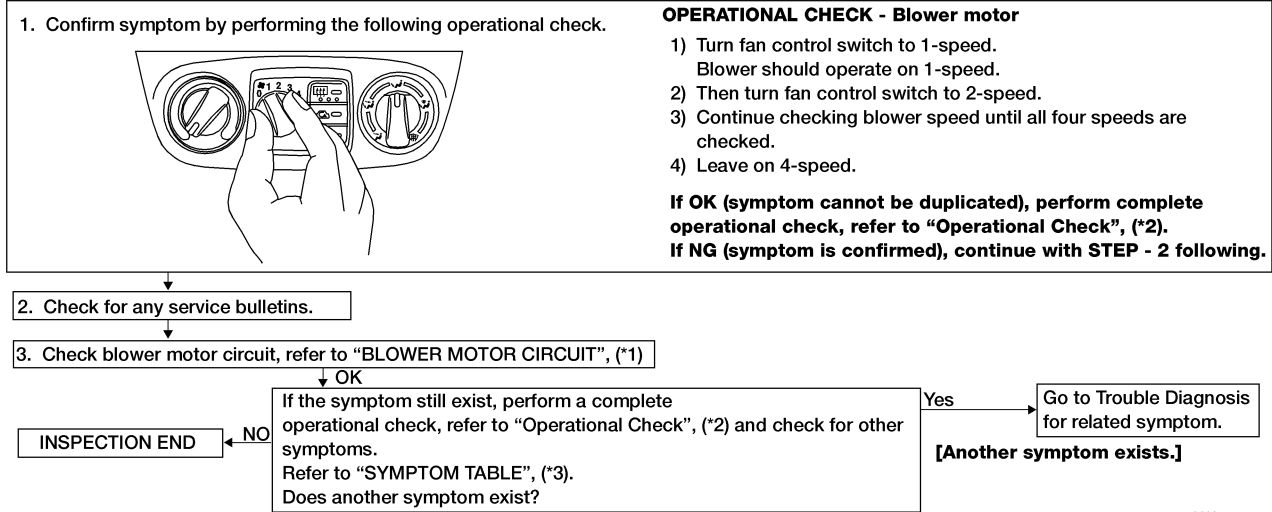 1. Confirm symptom by performing the following operational check.
0 1 2 3 4
OPERATIONAL CHECK - Blower motor
1) Turn fan control switch to 1-speed.
Blower should operate on 1-speed.
2) Then turn fan control switch to 2-speed.
3) Continue checking blower speed until all four speeds are
checked.
4) Leave on 4-speed.
If OK (symptom cannot be duplicated), perform complete
operational check, refer to “Operational Check”, (*2).
If NG (symptom is confirmed), continue with STEP - 2 following.
2. Check for any service bulletins.
3. Check blower motor circuit, refer to “BLOWER MOTOR CIRCUIT”, (*1)
OK
If the symptom still exist, perform a complete
operational check, refer to “Operational Check”, (*2) and check for other
symptoms.
Refer to “SYMPTOM TABLE”, (*3).
Does another symptom exist?
Yes
Go to Trouble Diagnosis
for related symptom.
[Another symptom exists.]
NO
INSPECTION END